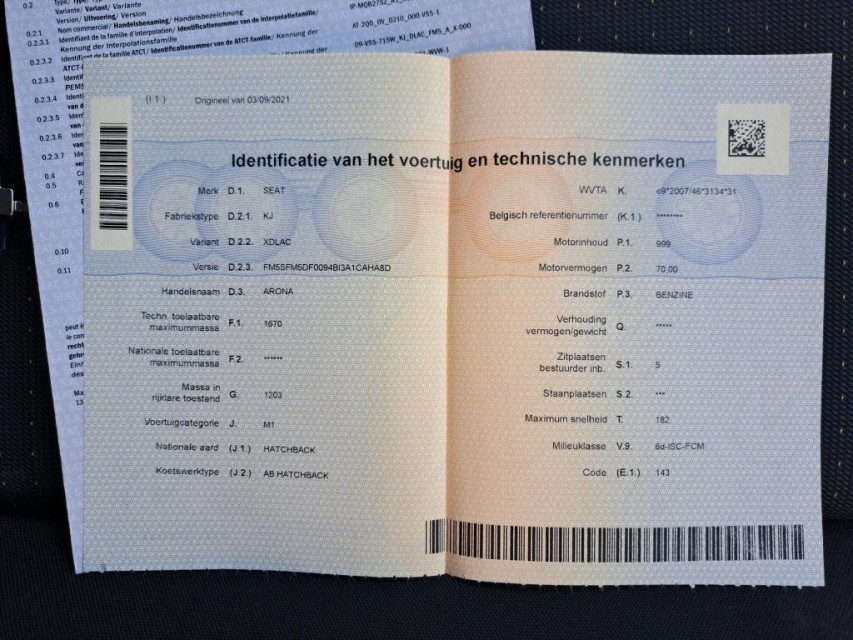 0.2
Variante/ Variant/ Variante
Version/ Uitvoering/ Version
0.2.1 Nom commercial/ Handelsbenaming/ Handelsbezeichnung
0.2.3.1 Identifiant de la famille d'interpolation/ Identificatienummer van de interpolatiefamilie/
Kennung der Interpolationsfamilie
0.2.3.2 Identifiant de la famille ATCT/ Identificatienummer van de ATCT-familie/ Kennung der
ATCT-
0.2.3.3
PEMS
0.2.3.4
0.2.3.5
0.2.3.6
0.2.3.7
0.4
0.5
0.6
0.10
0.11
AT-200_09_0210_000-V55-1
(I 1) Origineel van 03/09/2021
Identificatie van het voertuig en technische kenmerken
Merk D.1. SEAT
Fabriekstype D.2.1. KJ
Variant D.2.2. XDLAC
Versie D.2.3. FM5SFM5DF0094BI3A1CAHA8D
Handelsnaam D.3. ARONA
Techn. toelaatbare
maximummassa F.1. 1670
Nationale toelaatbare
maximummassa F.2. ******
Massa in
rijklare toestand G. 1203
Voertuigcategorie J. M1
Nationale aard (J.1.) HATCHBACK
Koetswerktype (J.2.) AB HATCHBACK
WVTA K. e9*2007/46*3134*31
Belgisch referentienummer (K.1.) ********
Motorinhoud P.1. 999
Motorvermogen P.2. 70.00
Brandstof P.3. BENZINE
Verhouding
vermogen/gewicht Q. *****
Zitplaatsen
bestuurder inb. S.1. 5
Staanplaatsen S.2. ***
Maximum snelheid T. 182
Milieuklasse V.9. 6d-ISC-FCM
Code (E.1.) 143